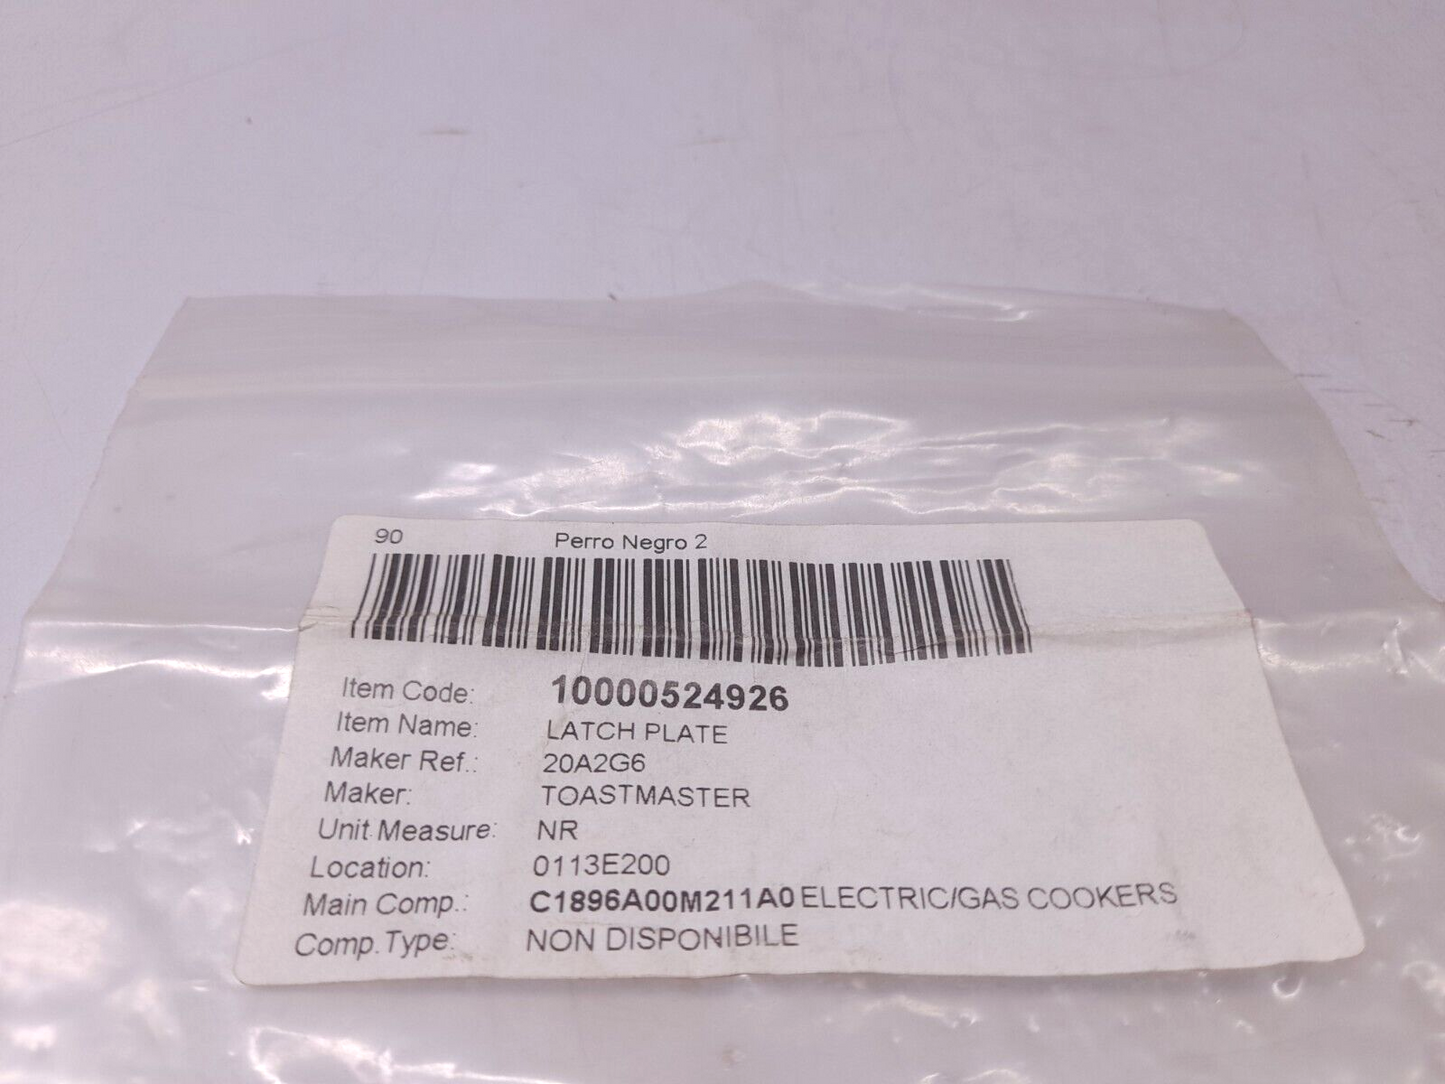 90 Perro Negro 2
Item Code: 10000524926
Item Name: LATCH PLATE
Maker Ref.: 20A2G6
Maker: TOASTMASTER
Unit Measure: NR
Location: 0113E200
Main Comp.: C1896A00M211A0 ELECTRIC/GAS COOKERS
Comp.Type: NON DISPONIBILE